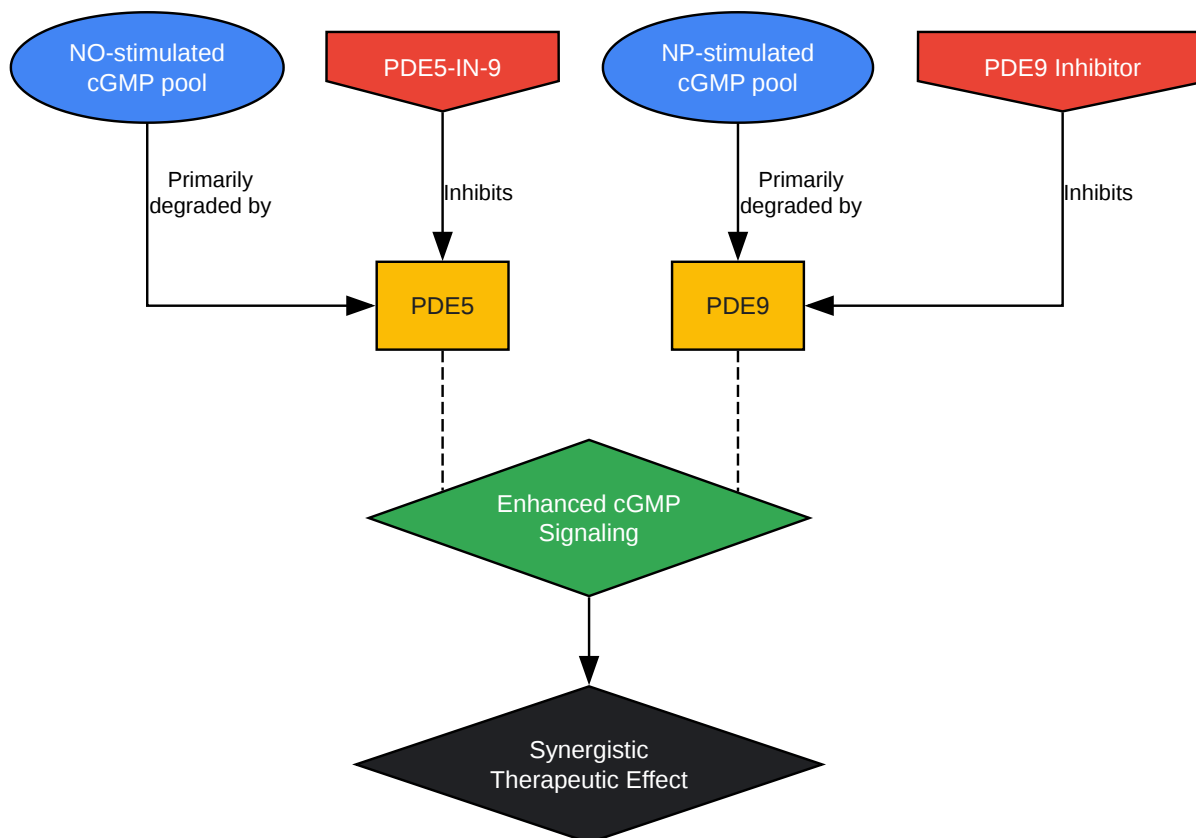 NO-stimulated
cGMP pool
PDE5-IN-9
NP-stimulated
cGMP pool
PDE9 Inhibitor
Primarily
degraded by
Inhibits
Primarily
degraded by
Inhibits
PDE5
PDE9
Enhanced cGMP
Signaling
Synergistic
Therapeutic Effect